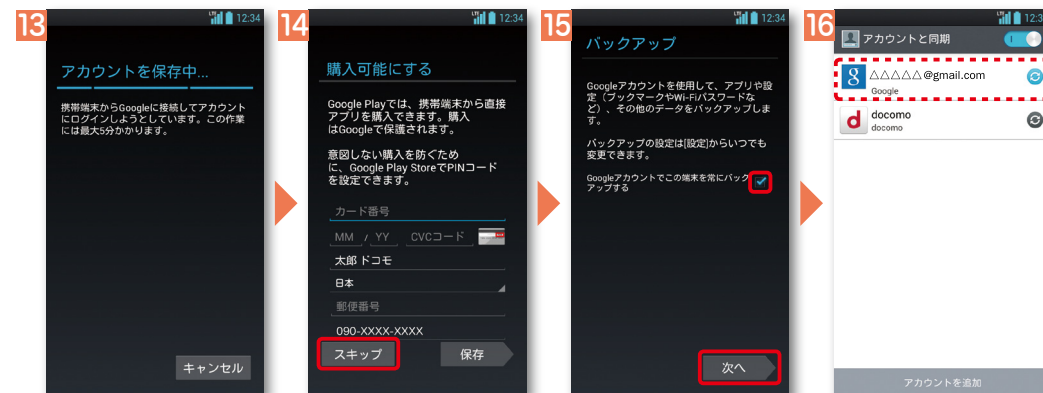 13
LTE 12:34
アカウントを保存中...
携帯端末からGoogleに接続してアカウント
にログインしようとしています。この作業
には最大5分かかります。
キャンセル
14
LTE 12:34
購入可能にする
Google Playでは、携帯端末から直接
アプリを購入できます。購入
はGoogleで保護されます。
意図しない購入を防ぐため
に、Google Play StoreでPINコード
を設定できます。
カード番号
MM / YY CVCコード
太郎 ドコモ
日本
郵便番号
090-XXXX-XXXX
スキップ 保存
15
LTE 12:34
バックアップ
Googleアカウントを使用して、アプリや設
定（ブックマークやWi-Fiパスワードな
ど）、その他のデータをバックアップしま
す。
バックアップの設定は[設定]からいつでも
変更できます。
Googleアカウントでこの端末を常にバック
アップする
次へ
16
LTE 12:3
アカウントと同期
8 △△△△△@gmail.com
Google
d docomo
docomo
アカウントを追加